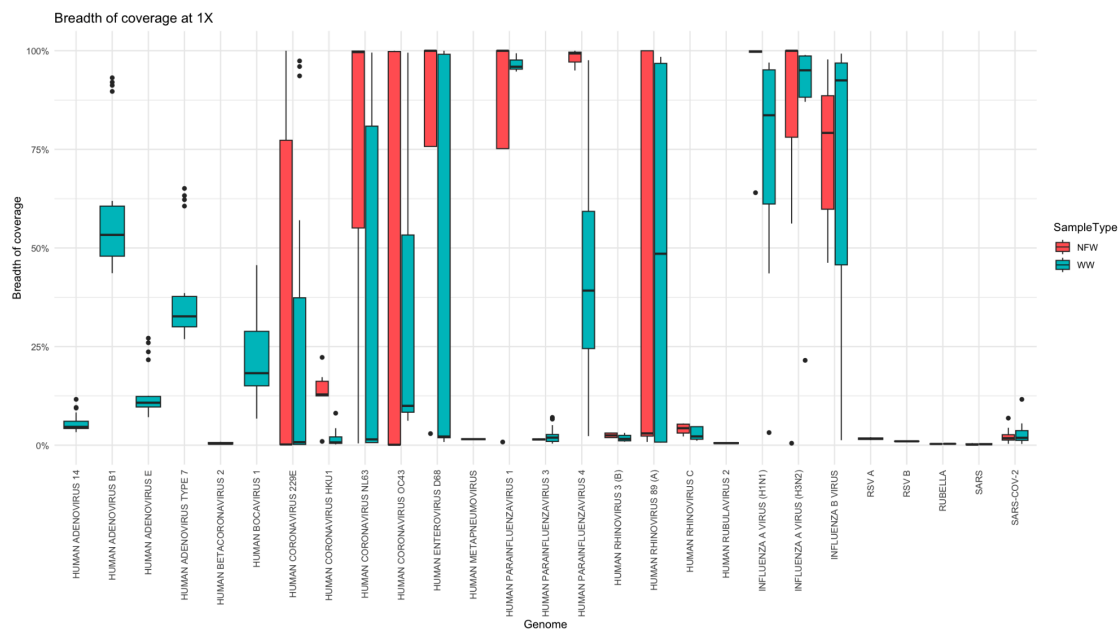 Breadth of coverage at 1X
100%
75%
50%
25%
0%
Breadth of coverage
HUMAN ADENOVIRUS 14
HUMAN ADENOVIRUS B1
HUMAN ADENOVIRUS E
HUMAN ADENOVIRUS TYPE 7
HUMAN BETACORONAVIRUS 2
HUMAN BOCAVIRUS 1
HUMAN CORONAVIRUS 229E
HUMAN CORONAVIRUS HKU1
HUMAN CORONAVIRUS NL63
HUMAN CORONAVIRUS OC43
HUMAN ENTEROVIRUS D68
HUMAN METAPNEUMOVIRUS
HUMAN PARAINFLUENZAVIRUS 1
HUMAN PARAINFLUENZAVIRUS 3
HUMAN PARAINFLUENZAVIRUS 4
HUMAN RHINOVIRUS 3 (B)
HUMAN RHINOVIRUS 89 (A)
HUMAN RHINOVIRUS C
HUMAN RUBULAVIRUS 2
INFLUENZA A VIRUS (H1N1)
INFLUENZA A VIRUS (H3N2)
INFLUENZA B VIRUS
RSV A
RSV B
RUBELLA
SARS
SARS-COV-2
Genome
SampleType
NFW
WW